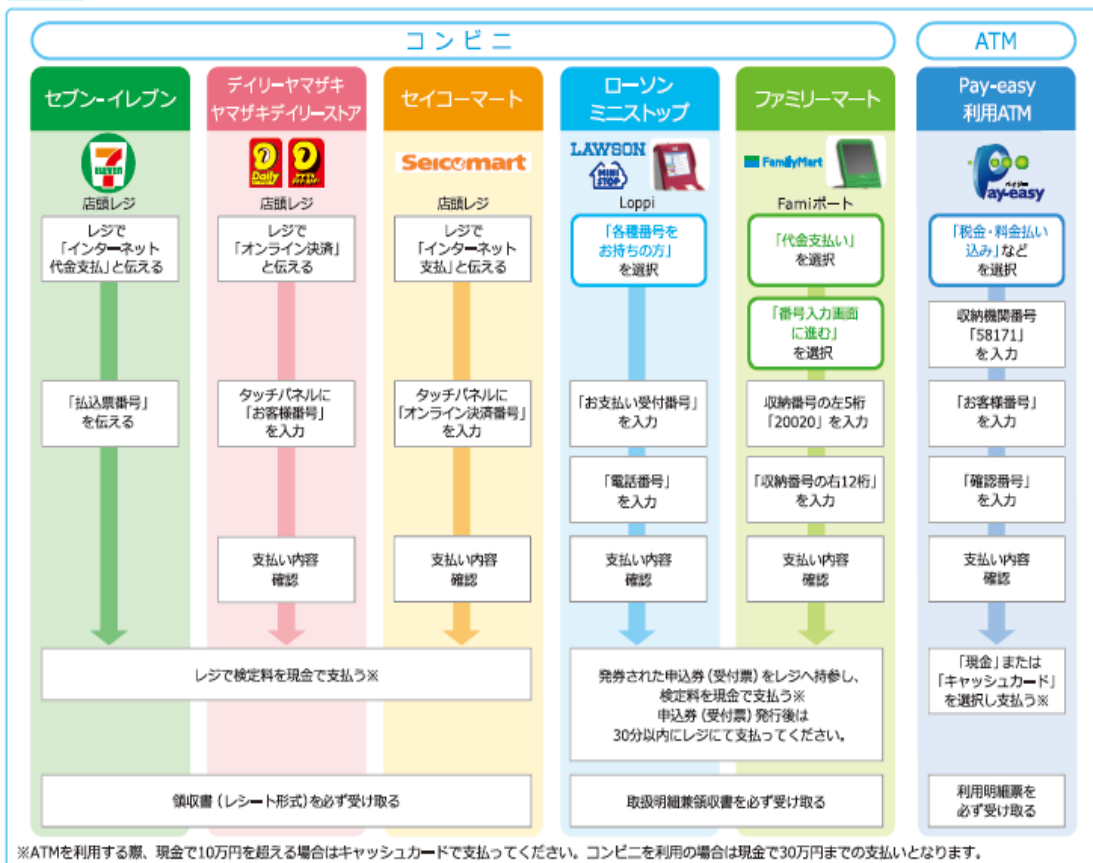 コンビニ
ATM
セブン-イレブン
デイリーヤマザキ
ヤマザキデイリーストア
セイコーマート
ローソン
ミニストップ
ファミリーマート
Pay-easy
利用ATM
7
ELEVEN
Daily
Seicomart
LAWSON
MINI
STOP
FamilyMart
Pay-easy
店頭レジ
店頭レジ
店頭レジ
Loppi
Famiポート
レジで
「インターネット
代金支払」と伝える
レジで
「オンライン決済」
と伝える
レジで
「インターネット
支払」と伝える
「各種番号を
お持ちの方」
を選択
「代金支払い」
を選択
「税金・料金払い
込み」など
を選択
「番号入力画面
に進む」
を選択
収納機関番号
「58171」
を入力
「払込票番号」
を伝える
タッチパネルに
「お客様番号」
を入力
タッチパネルに
「オンライン決済番号」
を入力
「お支払い受付番号」
を入力
収納番号の左5桁
「20020」を入力
「お客様番号」
を入力
「電話番号」
を入力
「収納番号の右12桁」
を入力
「確認番号」
を入力
支払い内容
確認
支払い内容
確認
支払い内容
確認
支払い内容
確認
支払い内容
確認
レジで検定料を現金で支払う※
発券された申込券(受付票)をレジへ持参し、
検定料を現金で支払う※
申込券(受付票)発行後は
30分以内にレジにて支払ってください。
「現金」または
「キャッシュカード」
を選択し支払う※
領収書(レシート形式)を必ず受け取る
取扱明細兼領収書を必ず受け取る
利用明細票を
必ず受け取る
※ATMを利用する際、現金で10万円を超える場合はキャッシュカードで支払ってください。コンビニを利用の場合は現金で30万円までの支払いとなります。